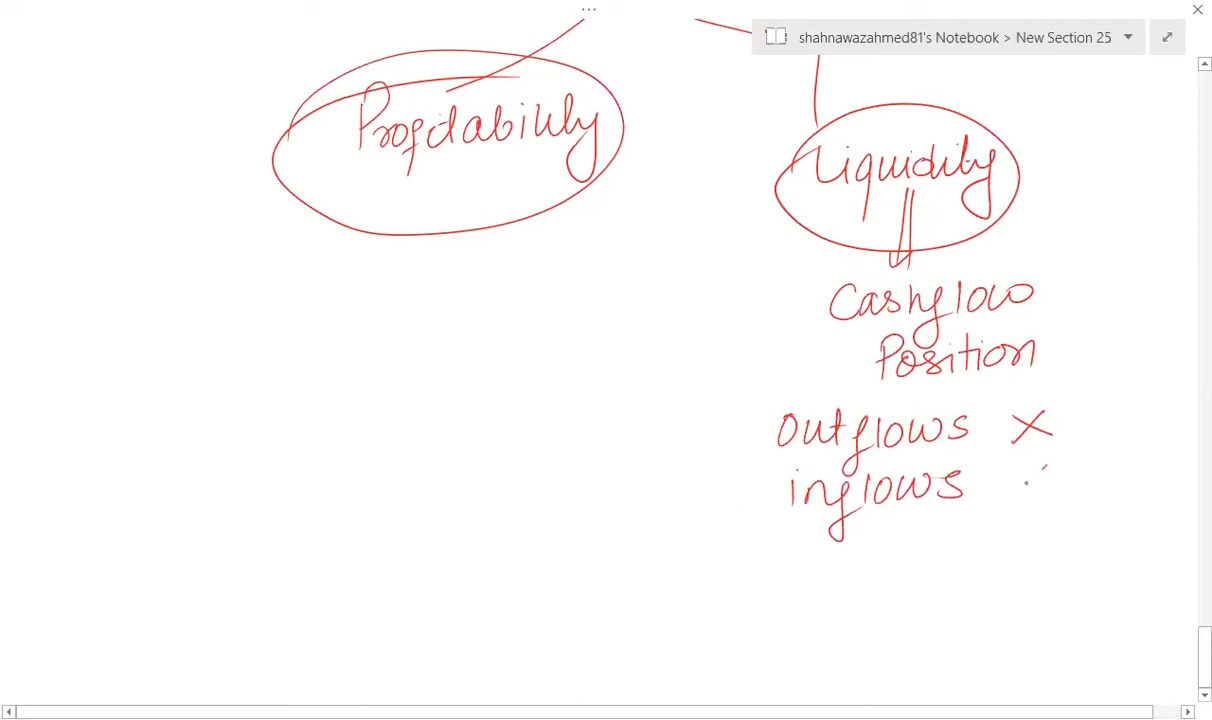 shahnawazahmed81's Notebook > New Section 25
Profitability
Liquidity
Cashflow
Position
Outflows X
inflows